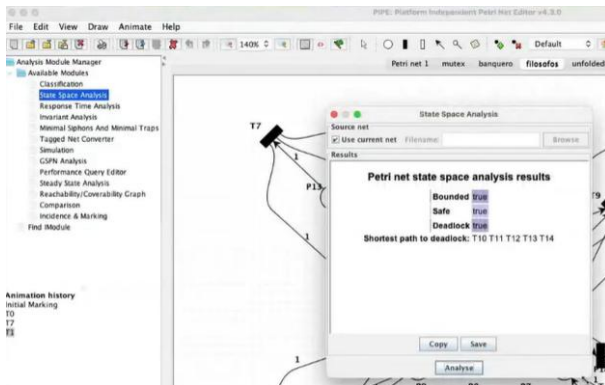 PIPE: Platform Independent Petri Net Editor v4.3.0
File Edit View Draw Animate Help
140% Default
Petri net 1 mutex banquero filosofos unfolded
Analysis Module Manager
Available Modules
Classification
State Space Analysis
Response Time Analysis
Invariant Analysis
Minimal Siphons And Minimal Traps
Tagged Net Converter
Simulation
GSPN Analysis
Performance Query Editor
Steady State Analysis
Reachability/Coverability Graph
Comparison
Incidence & Marking
Find IModule
Animation history
Initial Marking
T0
T7
T1
T7
1
P13
1
1
T9
State Space Analysis
Source net
Use current net Filename: Browse
Results
Petri net state space analysis results
Bounded true
Safe true
Deadlock true
Shortest path to deadlock: T10 T11 T12 T13 T14
Copy Save
Analyse
1